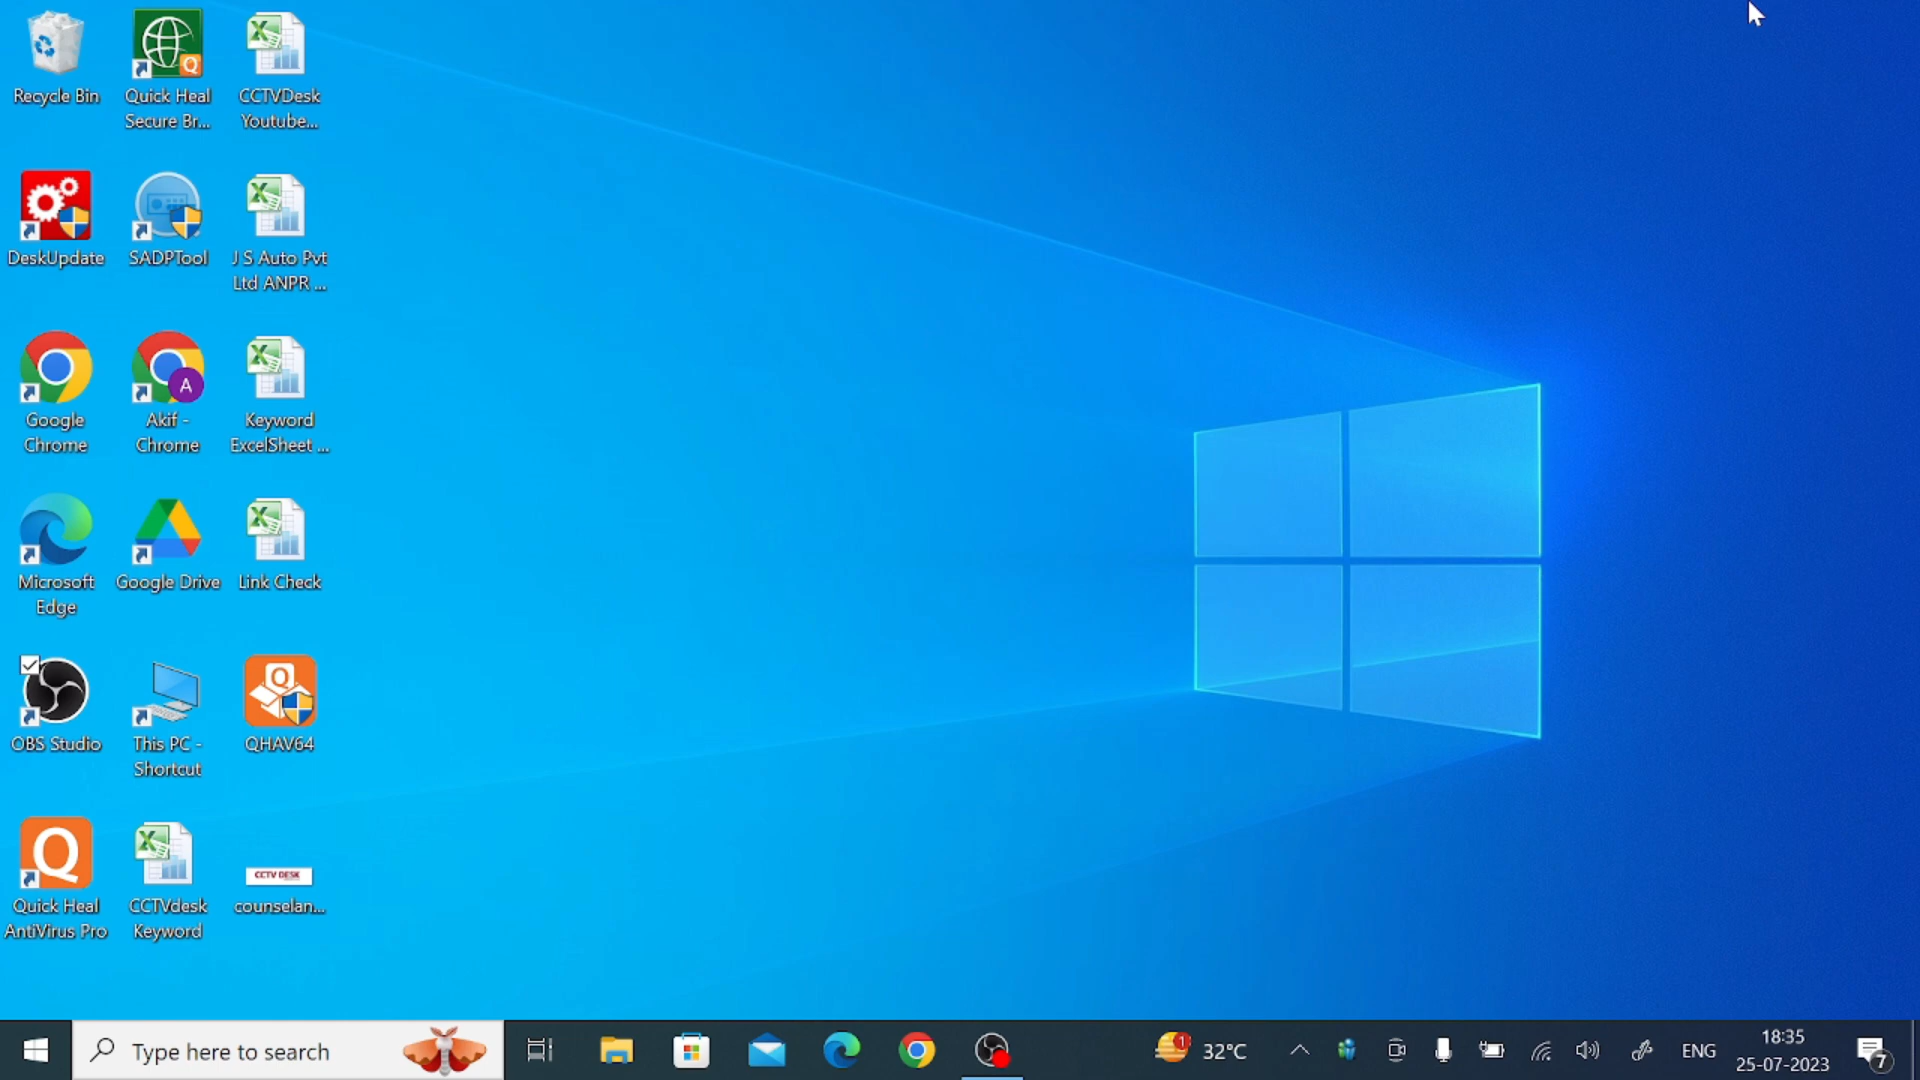 Recycle Bin
Quick Heal
Secure Br...
CCTVDesk
Youtube...
DeskUpdate
SADPTool
J S Auto Pvt
Ltd ANPR ...
Google
Chrome
A
Akif -
Chrome
Keyword
ExcelSheet ...
Microsoft
Edge
Google Drive
Link Check
OBS Studio
This PC -
Shortcut
QHAV64
Quick Heal
AntiVirus Pro
CCTVdesk
Keyword
CCTV DESK
counselan...
Type here to search
1
32°C
ENG
18:35
25-07-2023
7